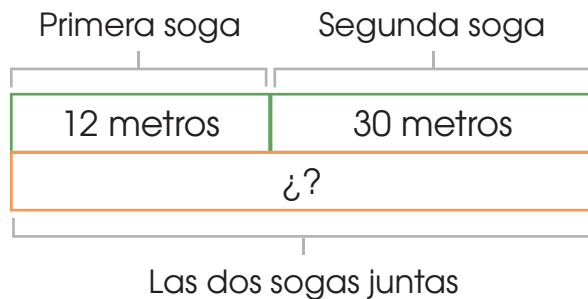 Primera soga
Segunda soga
12 metros
30 metros
¿?
Las dos sogas juntas